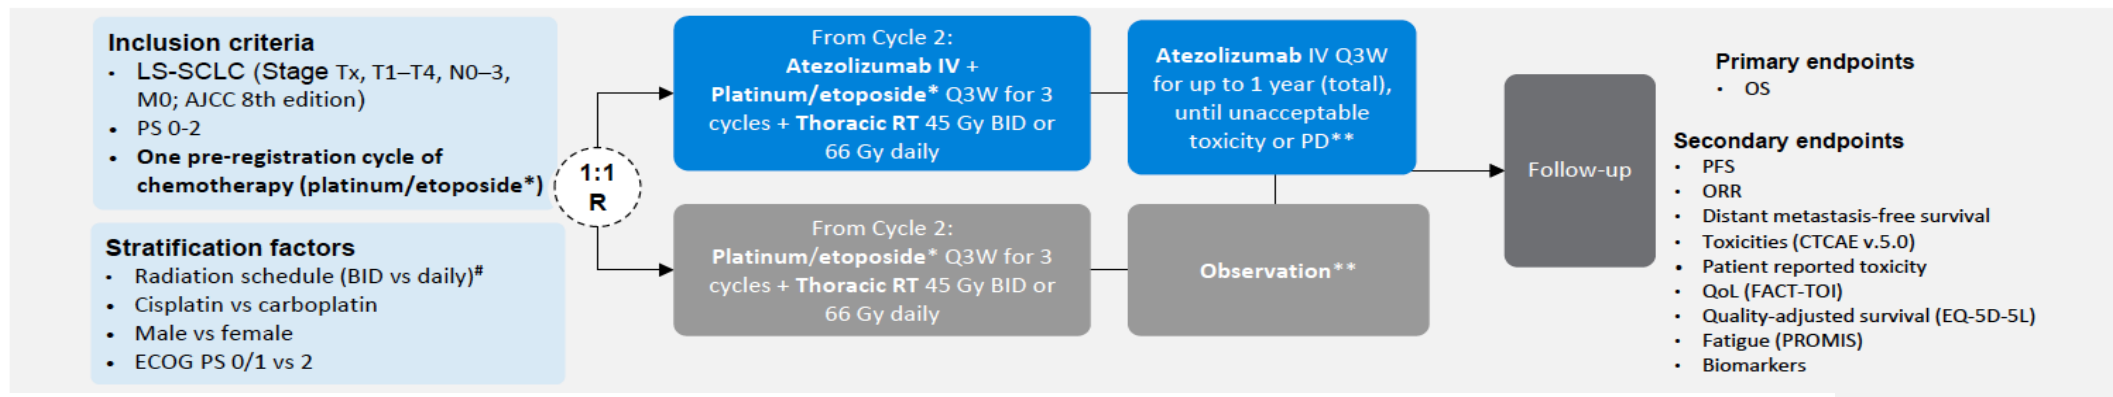 Inclusion criteria
• LS-SCLC (Stage Tx, T1–T4, N0–3,
M0; AJCC 8th edition)
• PS 0-2
• One pre-registration cycle of
chemotherapy (platinum/etoposide*)
Stratification factors
• Radiation schedule (BID vs daily)#
• Cisplatin vs carboplatin
• Male vs female
• ECOG PS 0/1 vs 2
1:1
R
From Cycle 2:
Atezolizumab IV +
Platinum/etoposide* Q3W for 3
cycles + Thoracic RT 45 Gy BID or
66 Gy daily
From Cycle 2:
Platinum/etoposide* Q3W for 3
cycles + Thoracic RT 45 Gy BID or
66 Gy daily
Atezolizumab IV Q3W
for up to 1 year (total),
until unacceptable
toxicity or PD**
Observation**
Follow-up
Primary endpoints
• OS
Secondary endpoints
• PFS
• ORR
• Distant metastasis-free survival
• Toxicities (CTCAE v.5.0)
• Patient reported toxicity
• QoL (FACT-TOI)
• Quality-adjusted survival (EQ-5D-5L)
• Fatigue (PROMIS)
• Biomarkers